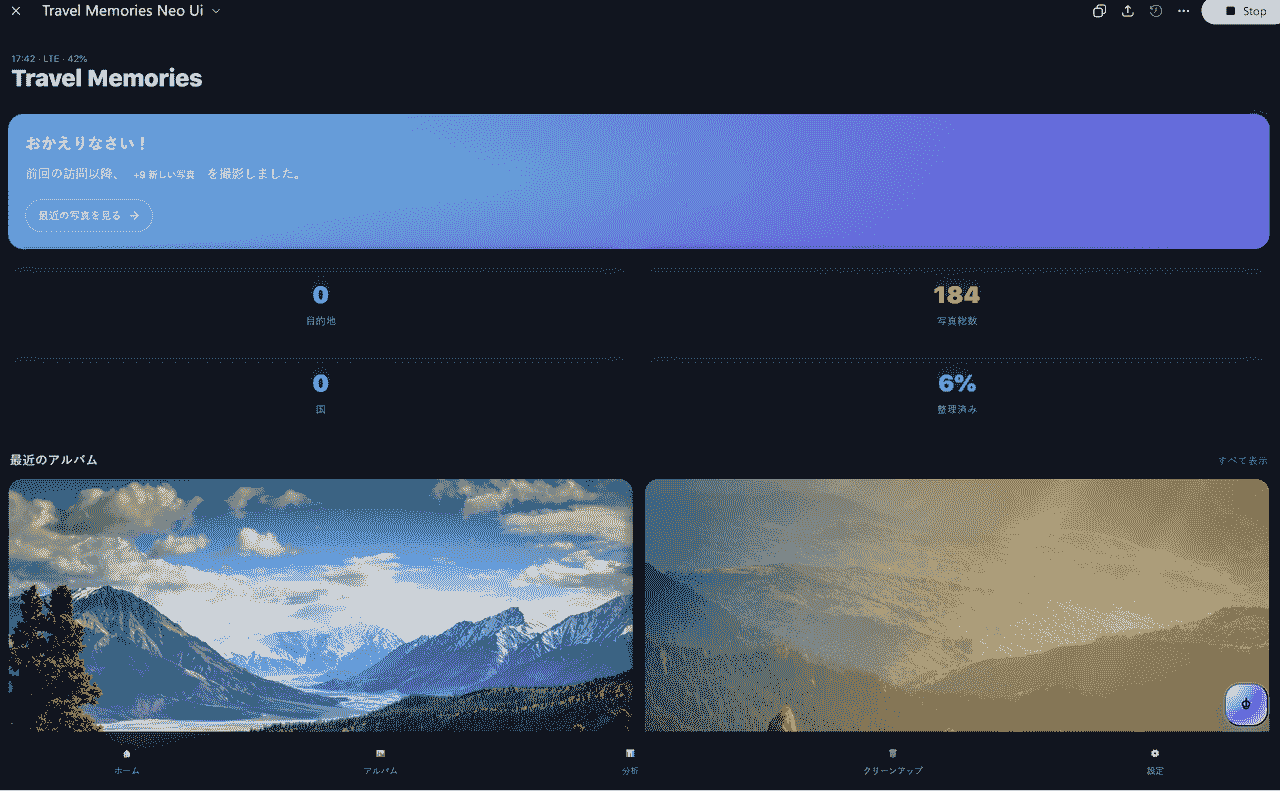 Travel Memories Neo Ui
Stop
17:42 · LTE · 42%
Travel Memories
おかえりなさい！
前回の訪問以降、 +9 新しい写真 を撮影しました。
最近の写真を見る →
0
目的地
184
写真総数
0
国
6%
整理済み
最近のアルバム
すべて表示
ホーム
アルバム
分析
クリーンアップ
設定